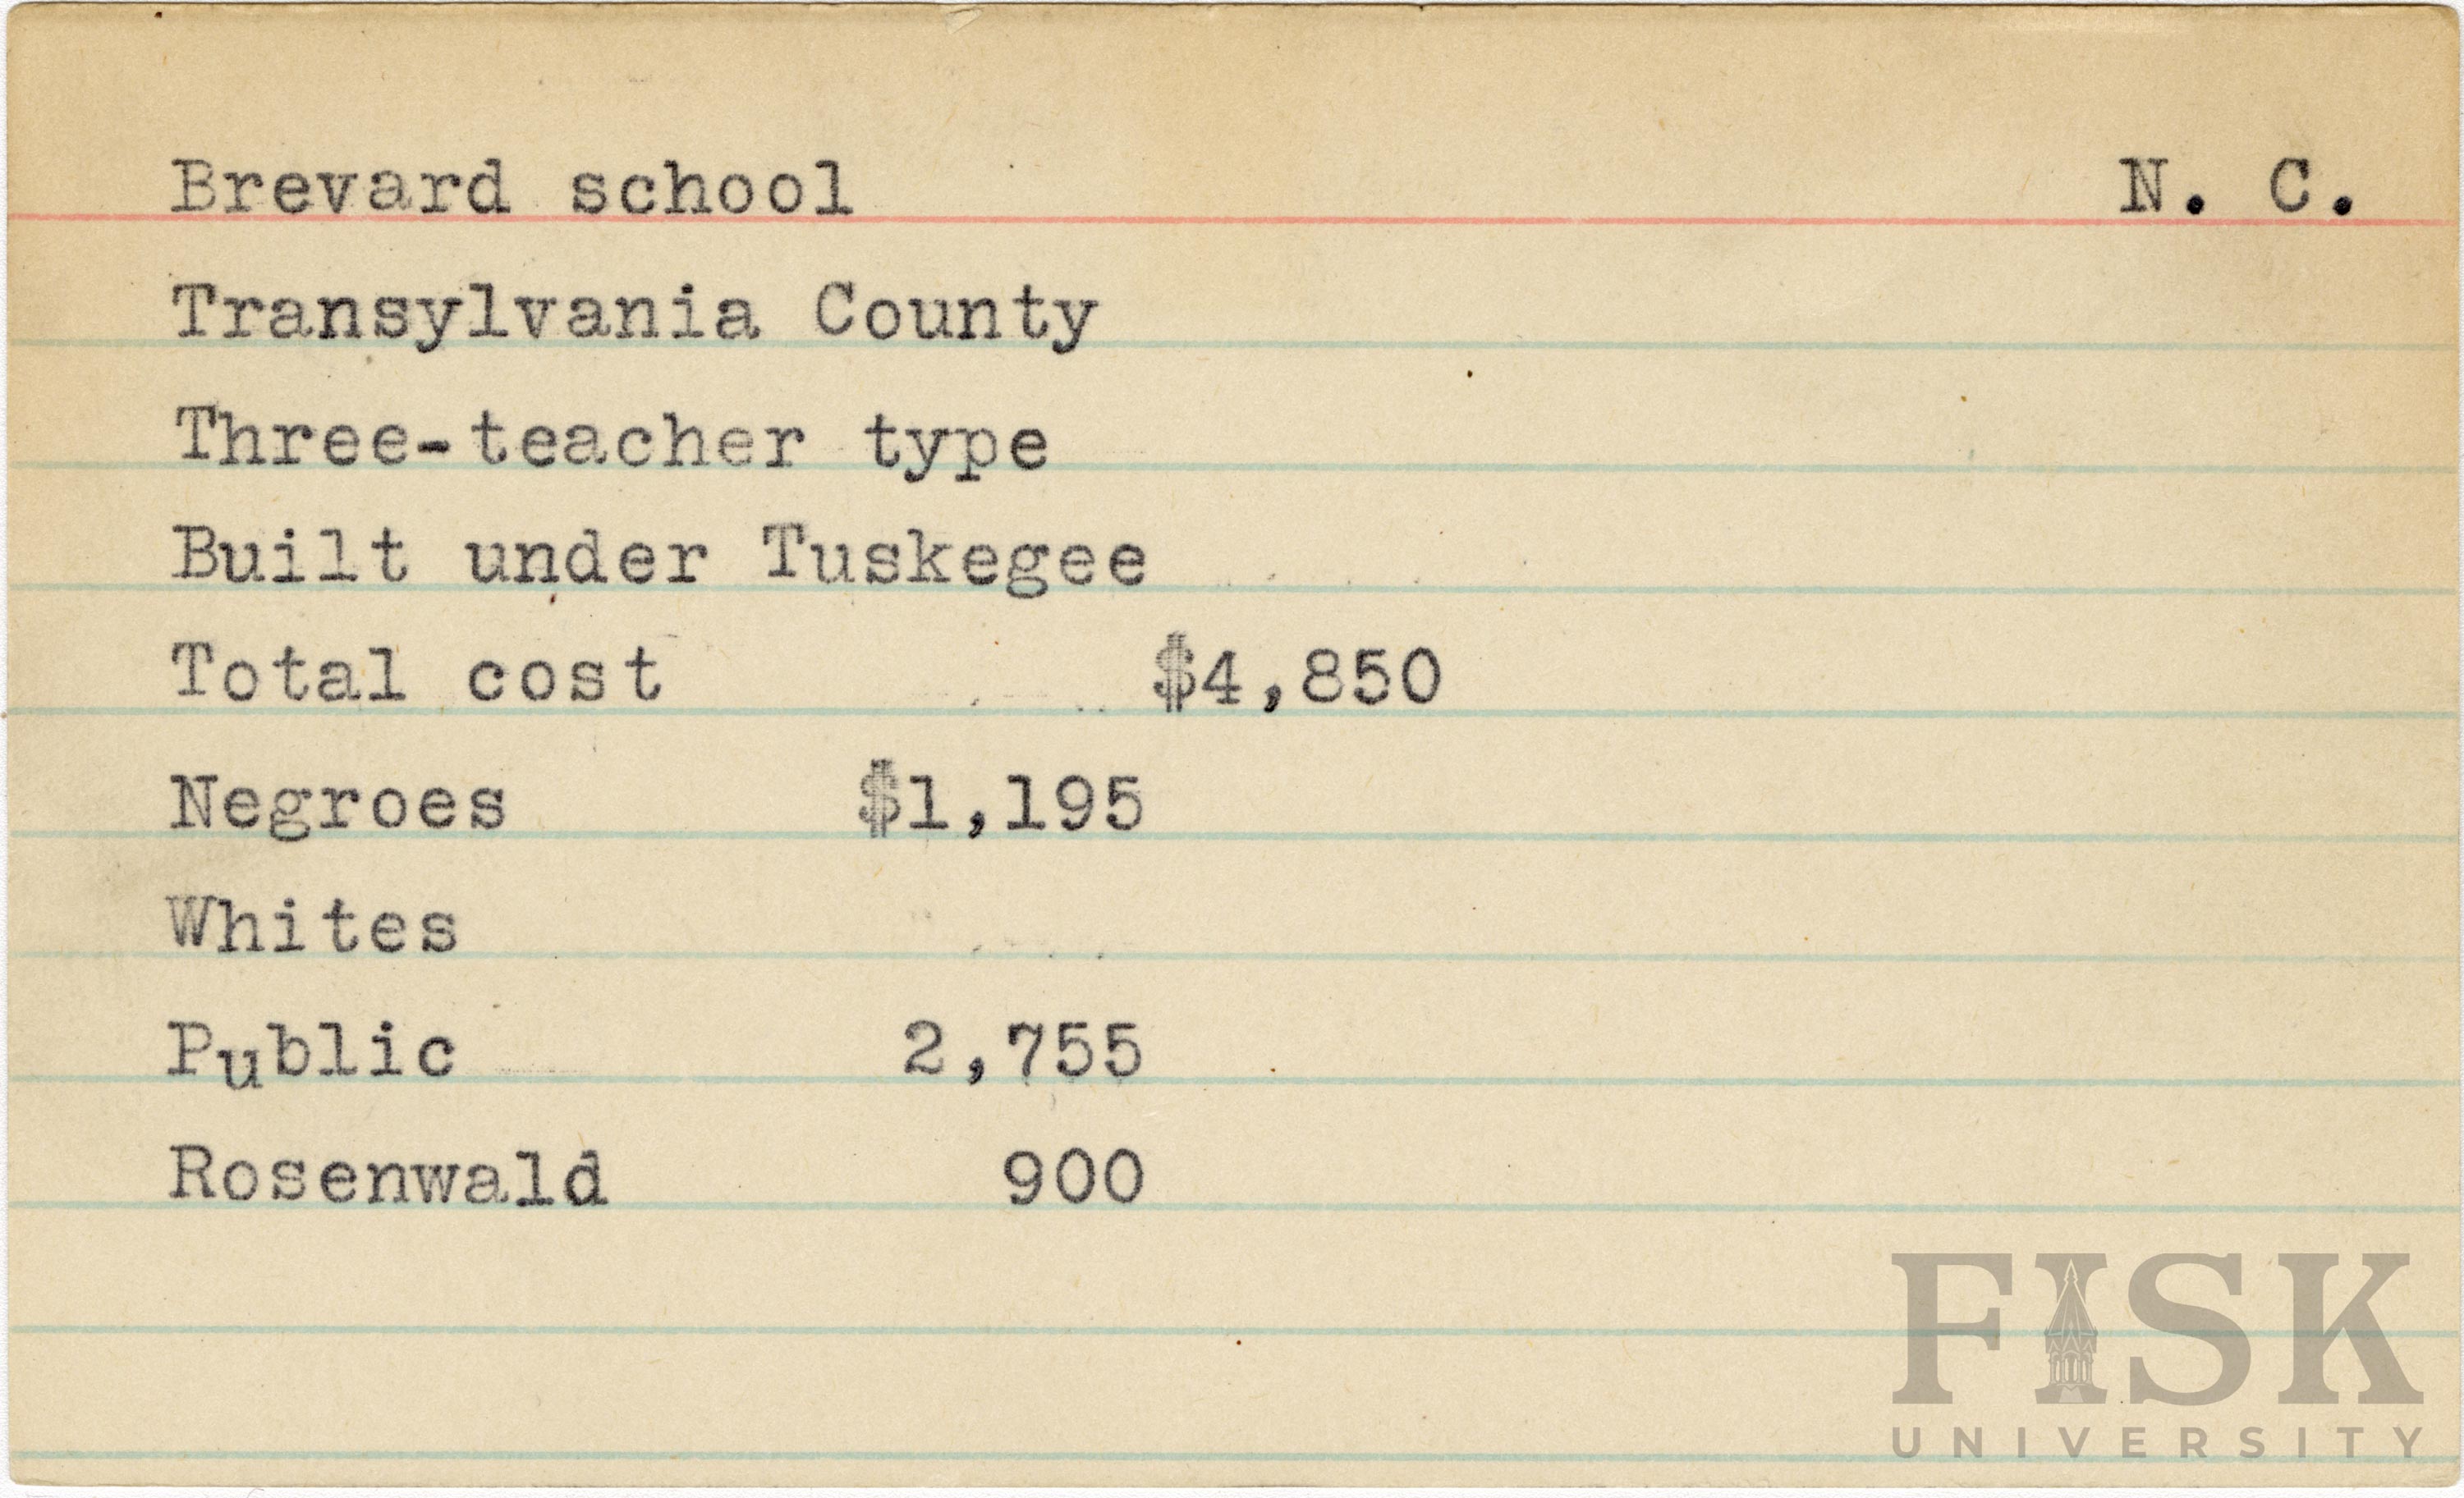 Brevard school N. C.
Transylvania County
Three-teacher type
Built under Tuskegee
Total cost $4,850
Negroes $1,195
Whites
Public 2,755
Rosenwald 900
FISK
UNIVERSITY